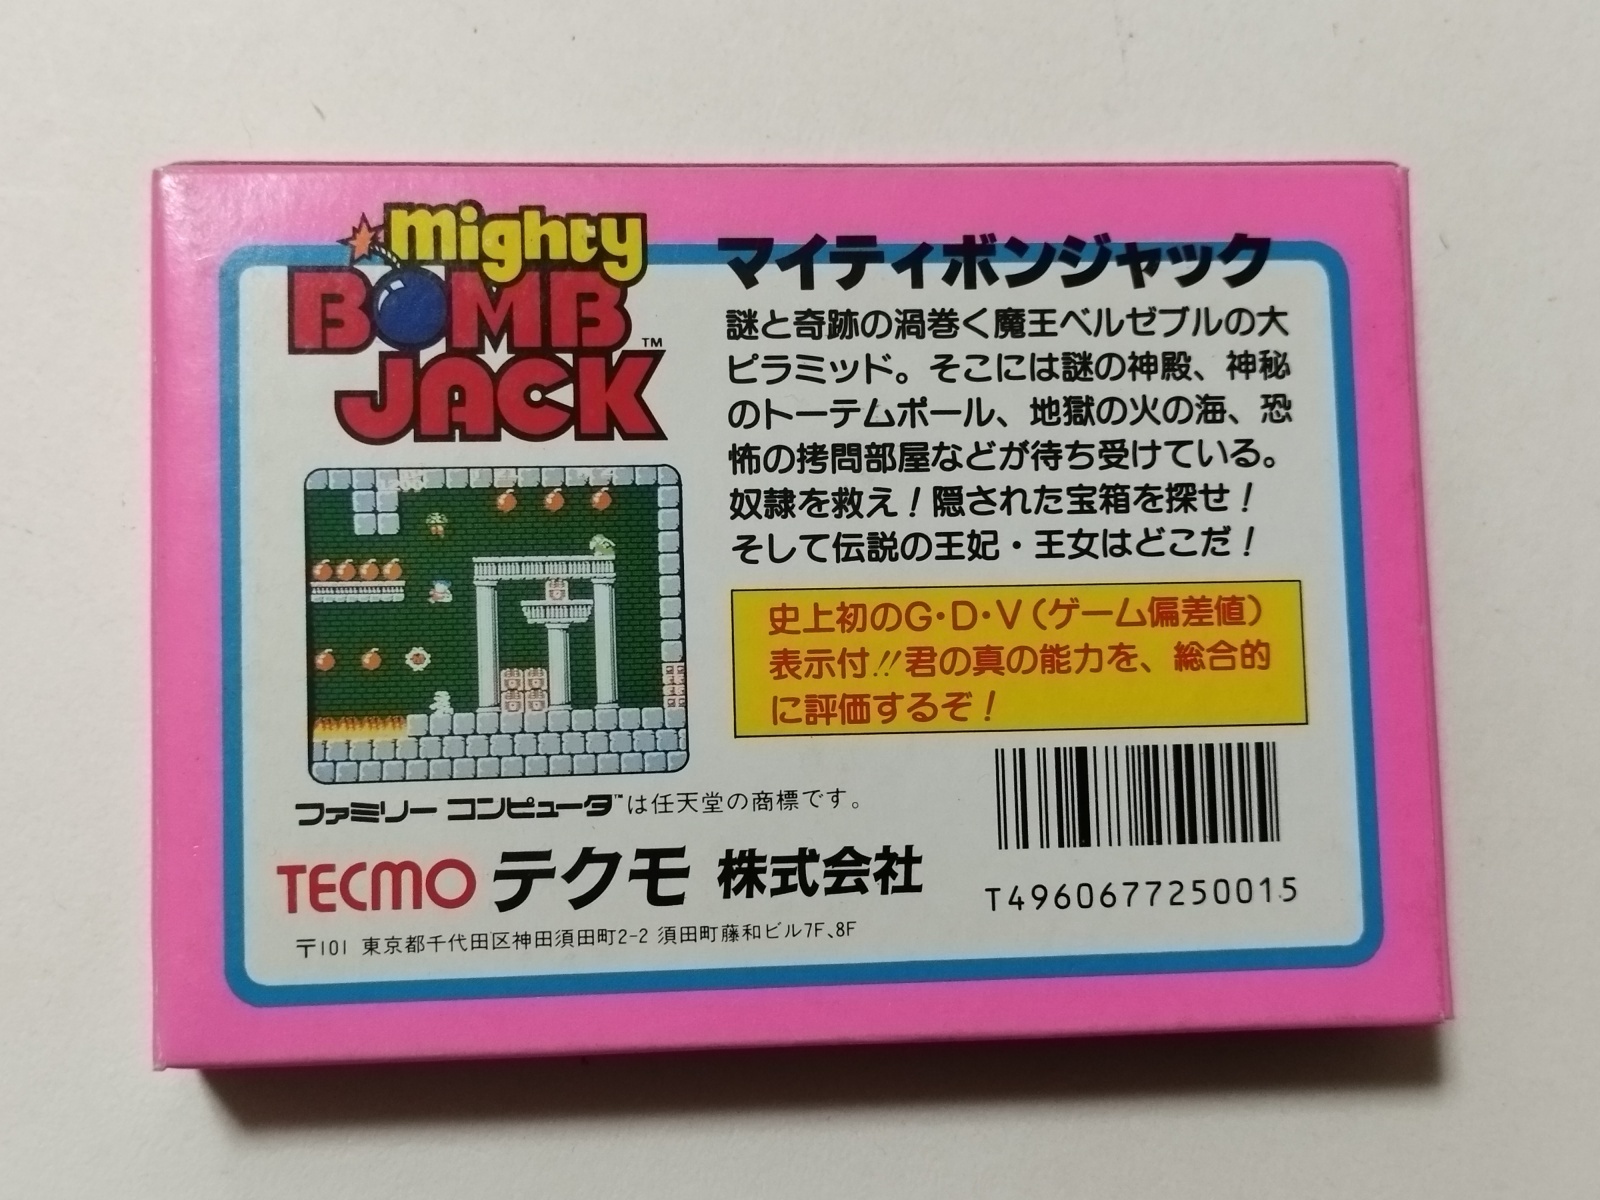 mighty
BOMB
JACK™
マイティボンジャック
謎と奇跡の渦巻く魔王ベルゼブルの大
ピラミッド。そこには謎の神殿、神秘
のトーテムポール、地獄の火の海、恐
怖の拷問部屋などが待ち受けている。
奴隷を救え！隠された宝箱を探せ！
そして伝説の王妃・王女はどこだ！
史上初のG・D・V（ゲーム偏差値）
表示付!!君の真の能力を、総合的
に評価するぞ！
ファミリー コンピュータ™は任天堂の商標です。
TECMO テクモ 株式会社
〒101 東京都千代田区神田須田町2-2 須田町藤和ビル7F、8F
T4960677250015